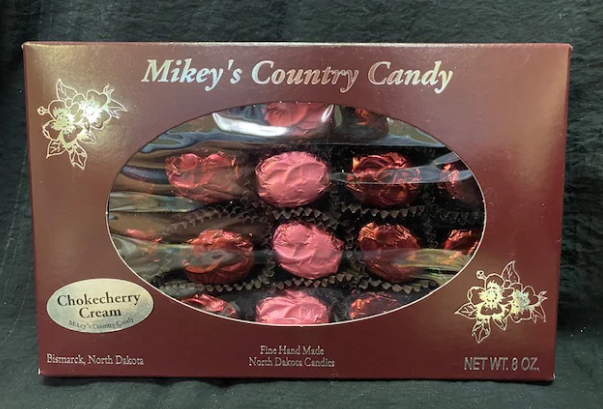 Mikey's Country Candy
Chokecherry
Cream
Mikey's Country Candy
Bismarck, North Dakota
Fine Hand Made
North Dakota Candies
NET WT. 8 OZ.